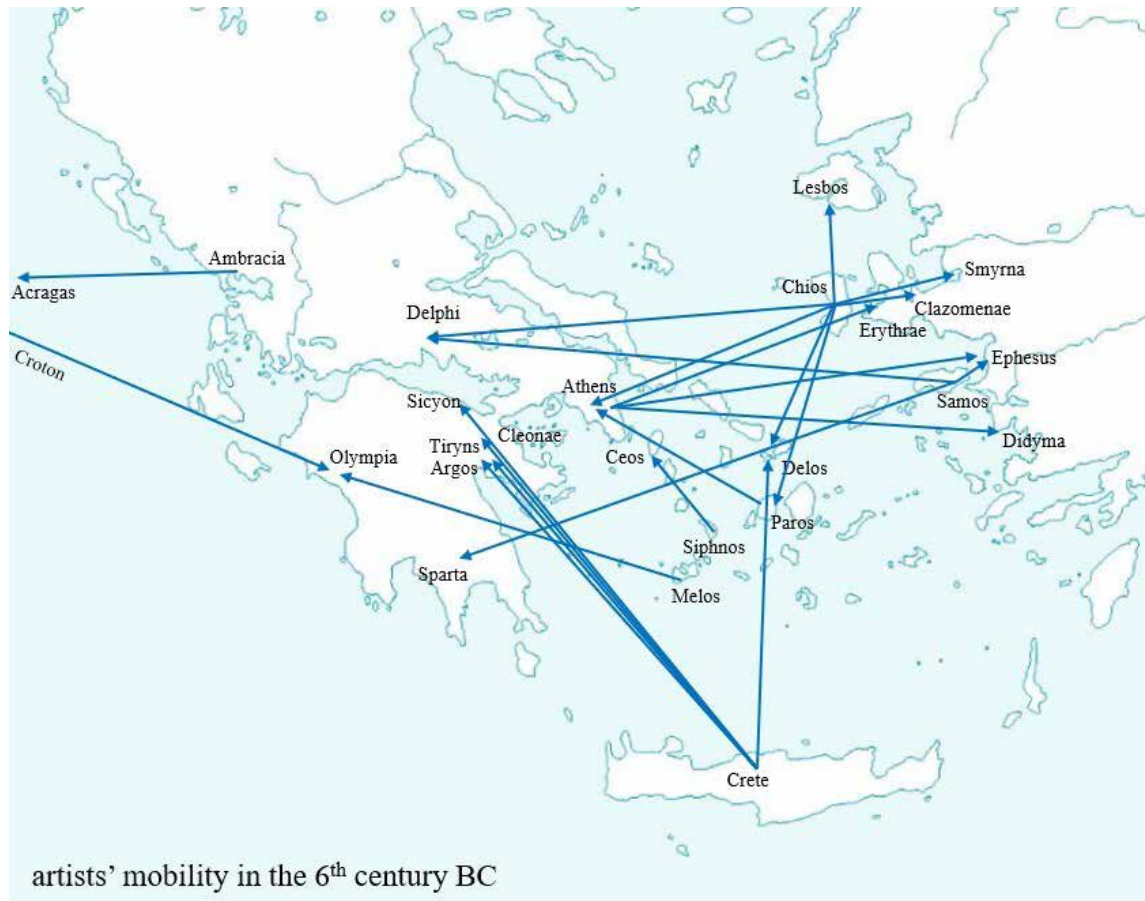 Lesbos
Ambracia
Smyrna
Acragas
Chios
Clazomenae
Delphi
Erythrae
Croton
Ephesus
Athens
Samos
Sicyon
Cleonae
Tiryns
Didyma
Olympia
Argos
Ceos
Delos
Paros
Siphnos
Sparta
Melos
Crete
artists’ mobility in the 6th century BC